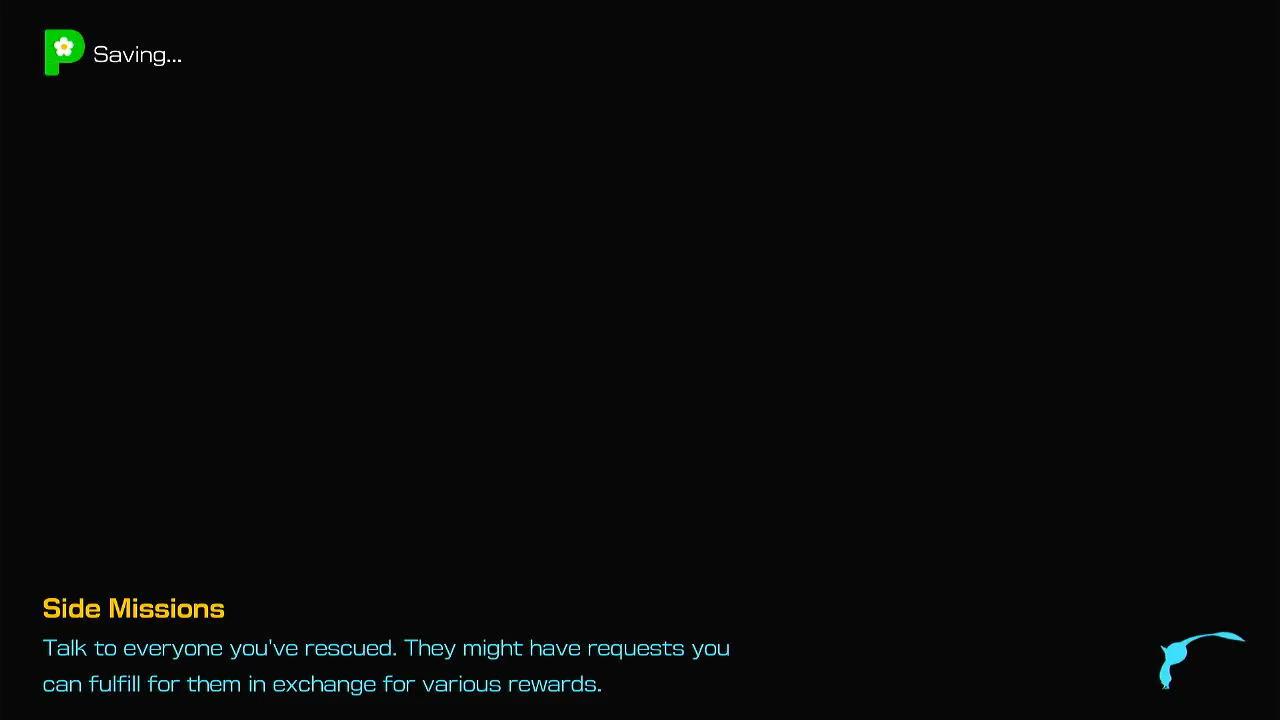 P Saving...
Side Missions
Talk to everyone you've rescued. They might have requests you
can fulfill for them in exchange for various rewards.